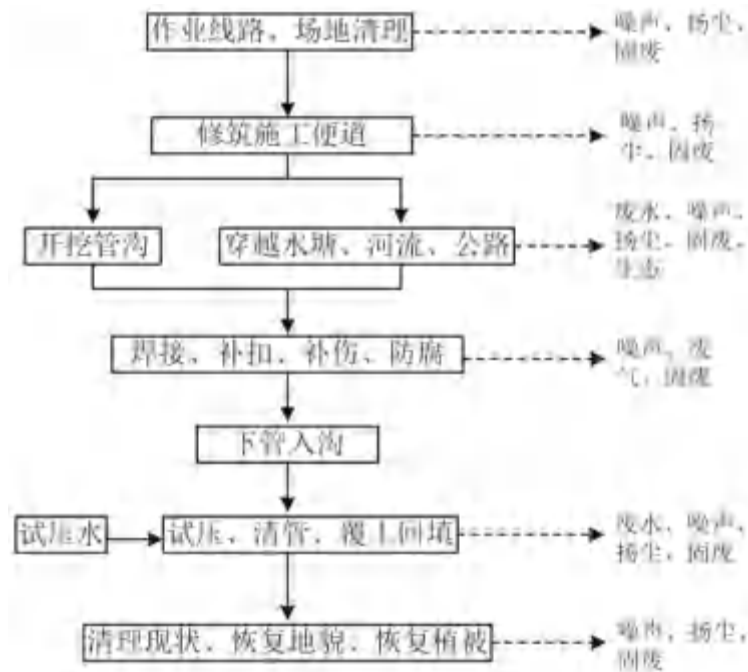 作业线路、场地清理
噪声、扬尘、
固废
修筑施工便道
噪声、扬
尘、固废
开挖管沟
穿越水塘、河流、公路
废水、噪声、
扬尘、固废、
生态
焊接、补扣、补伤、防腐
噪声、废
气、固废
下管入沟
试压水
试压、清管、覆土回填
废水、噪声、
扬尘、固废
清理现状、恢复地貌、恢复植被
噪声、扬尘、
固废